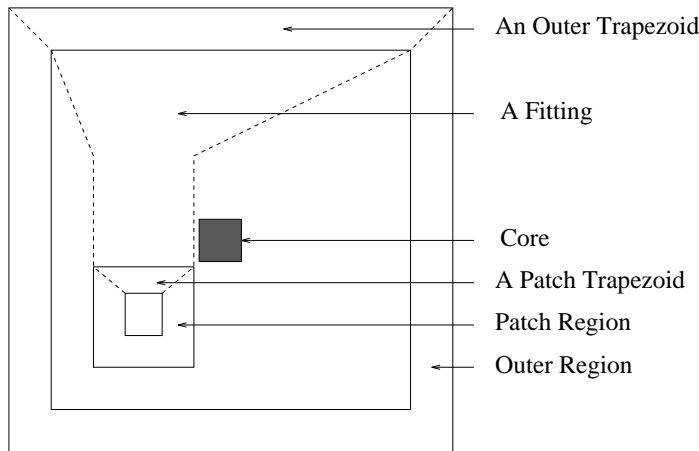 An Outer Trapezoid
A Fitting
Core
A Patch Trapezoid
Patch Region
Outer Region